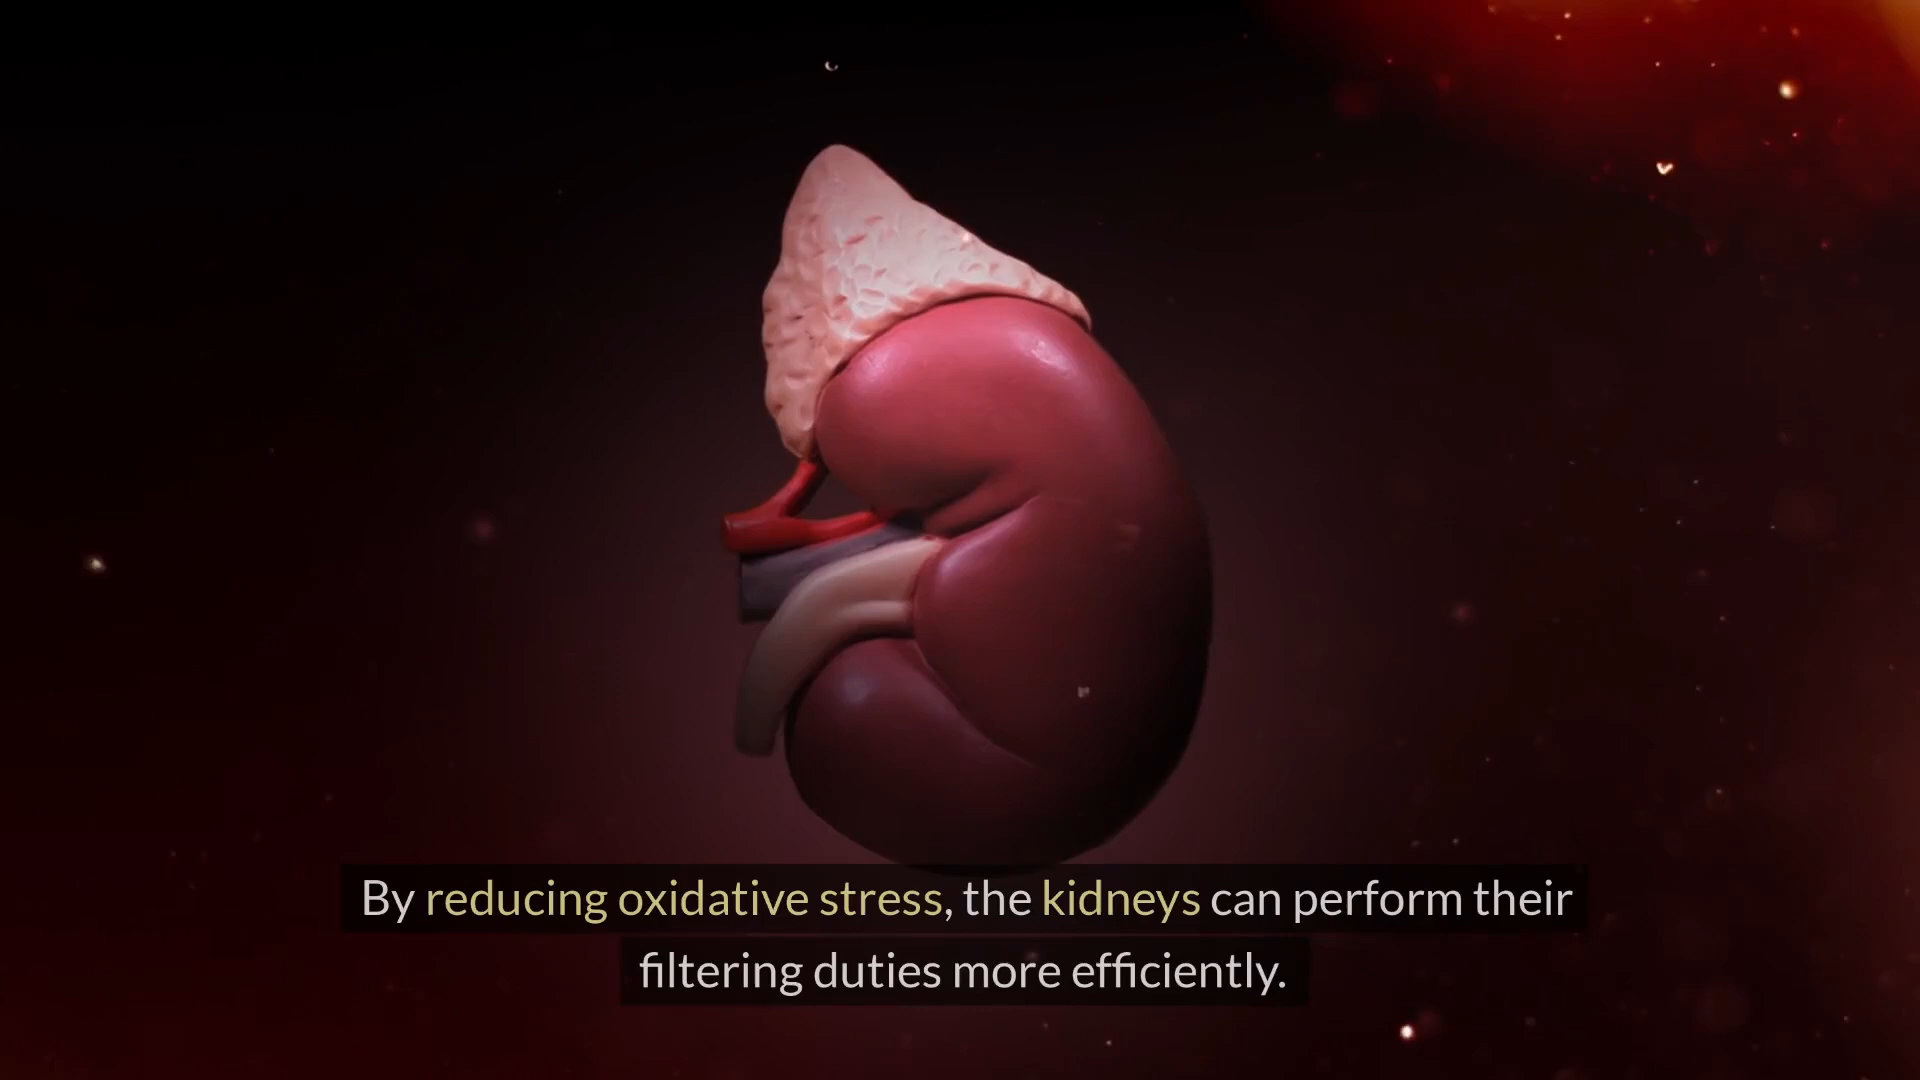 By reducing oxidative stress, the kidneys can perform their
filtering duties more efficiently.